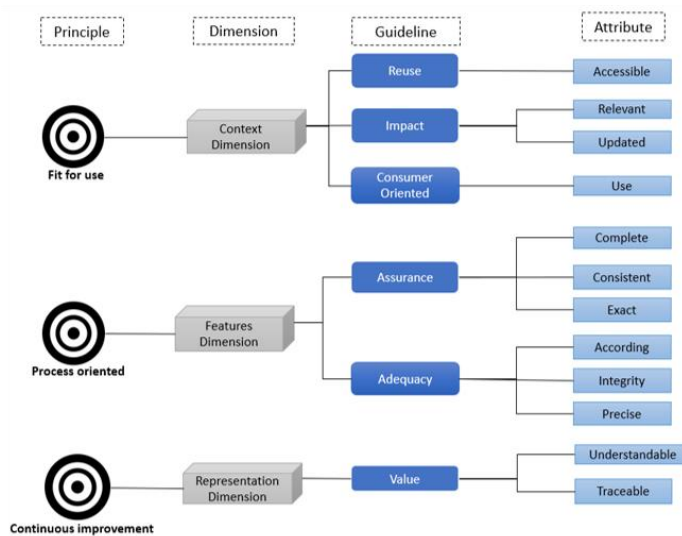 Principle
Dimension
Guideline
Attribute
Fit for use
Context
Dimension
Reuse
Accessible
Impact
Relevant
Updated
Consumer
Oriented
Use
Process oriented
Features
Dimension
Assurance
Complete
Consistent
Exact
Adequacy
According
Integrity
Precise
Continuous improvement
Representation
Dimension
Value
Understandable
Traceable